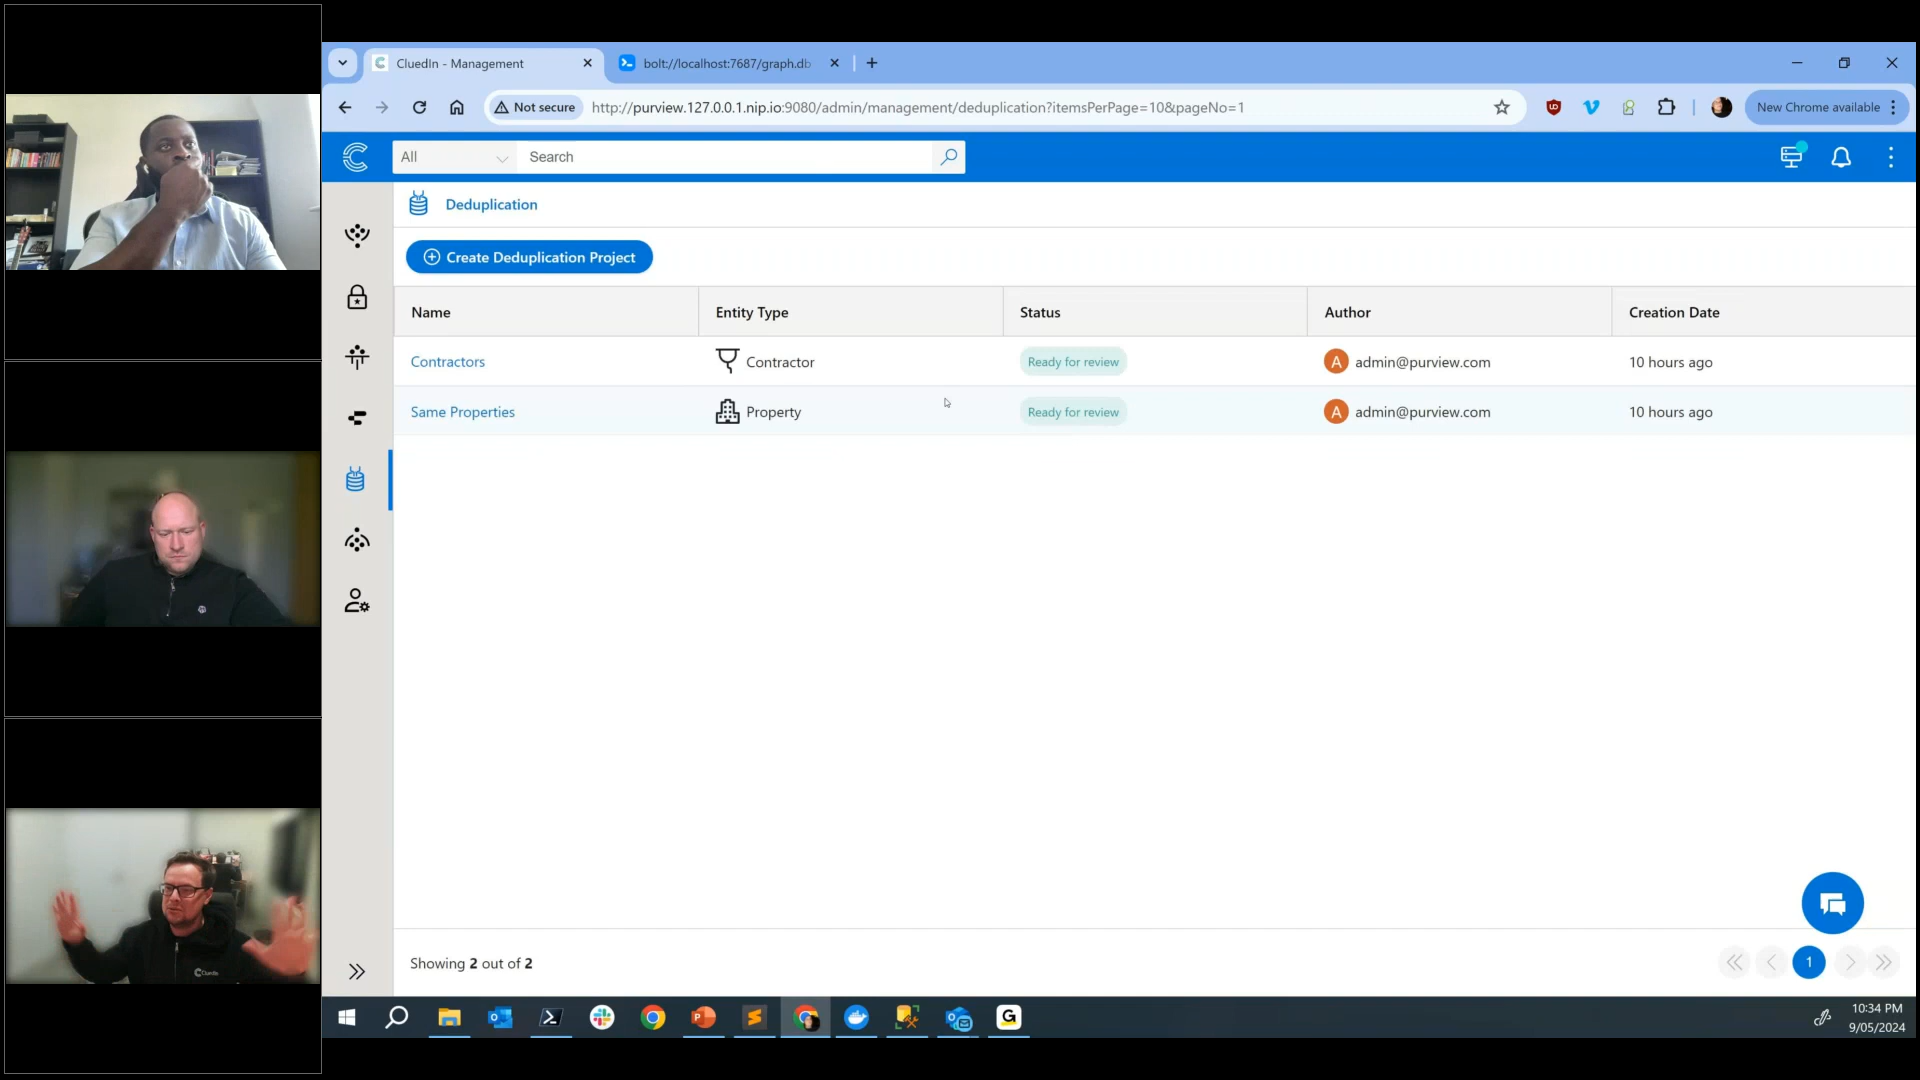 CluedIn - Management
bolt://localhost:7687/graph.db
Not secure
http://purview.127.0.0.1.nip.io:9080/admin/management/deduplication?itemsPerPage=10&pageNo=1
New Chrome available
All
Search
Deduplication
Create Deduplication Project
Name
Entity Type
Status
Author
Creation Date
Contractors
Contractor
Ready for review
A
admin@purview.com
10 hours ago
Same Properties
Property
Ready for review
A
admin@purview.com
10 hours ago
CluedIn
Showing 2 out of 2
1
10:34 PM
9/05/2024